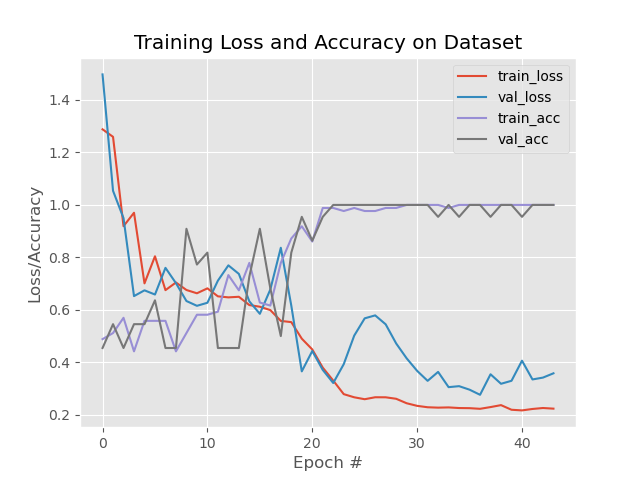 Training Loss and Accuracy on Dataset
train_loss
val_loss
train_acc
val_acc
1.4
1.2
1.0
0.8
0.6
0.4
0.2
Loss/Accuracy
0 10 20 30 40
Epoch #